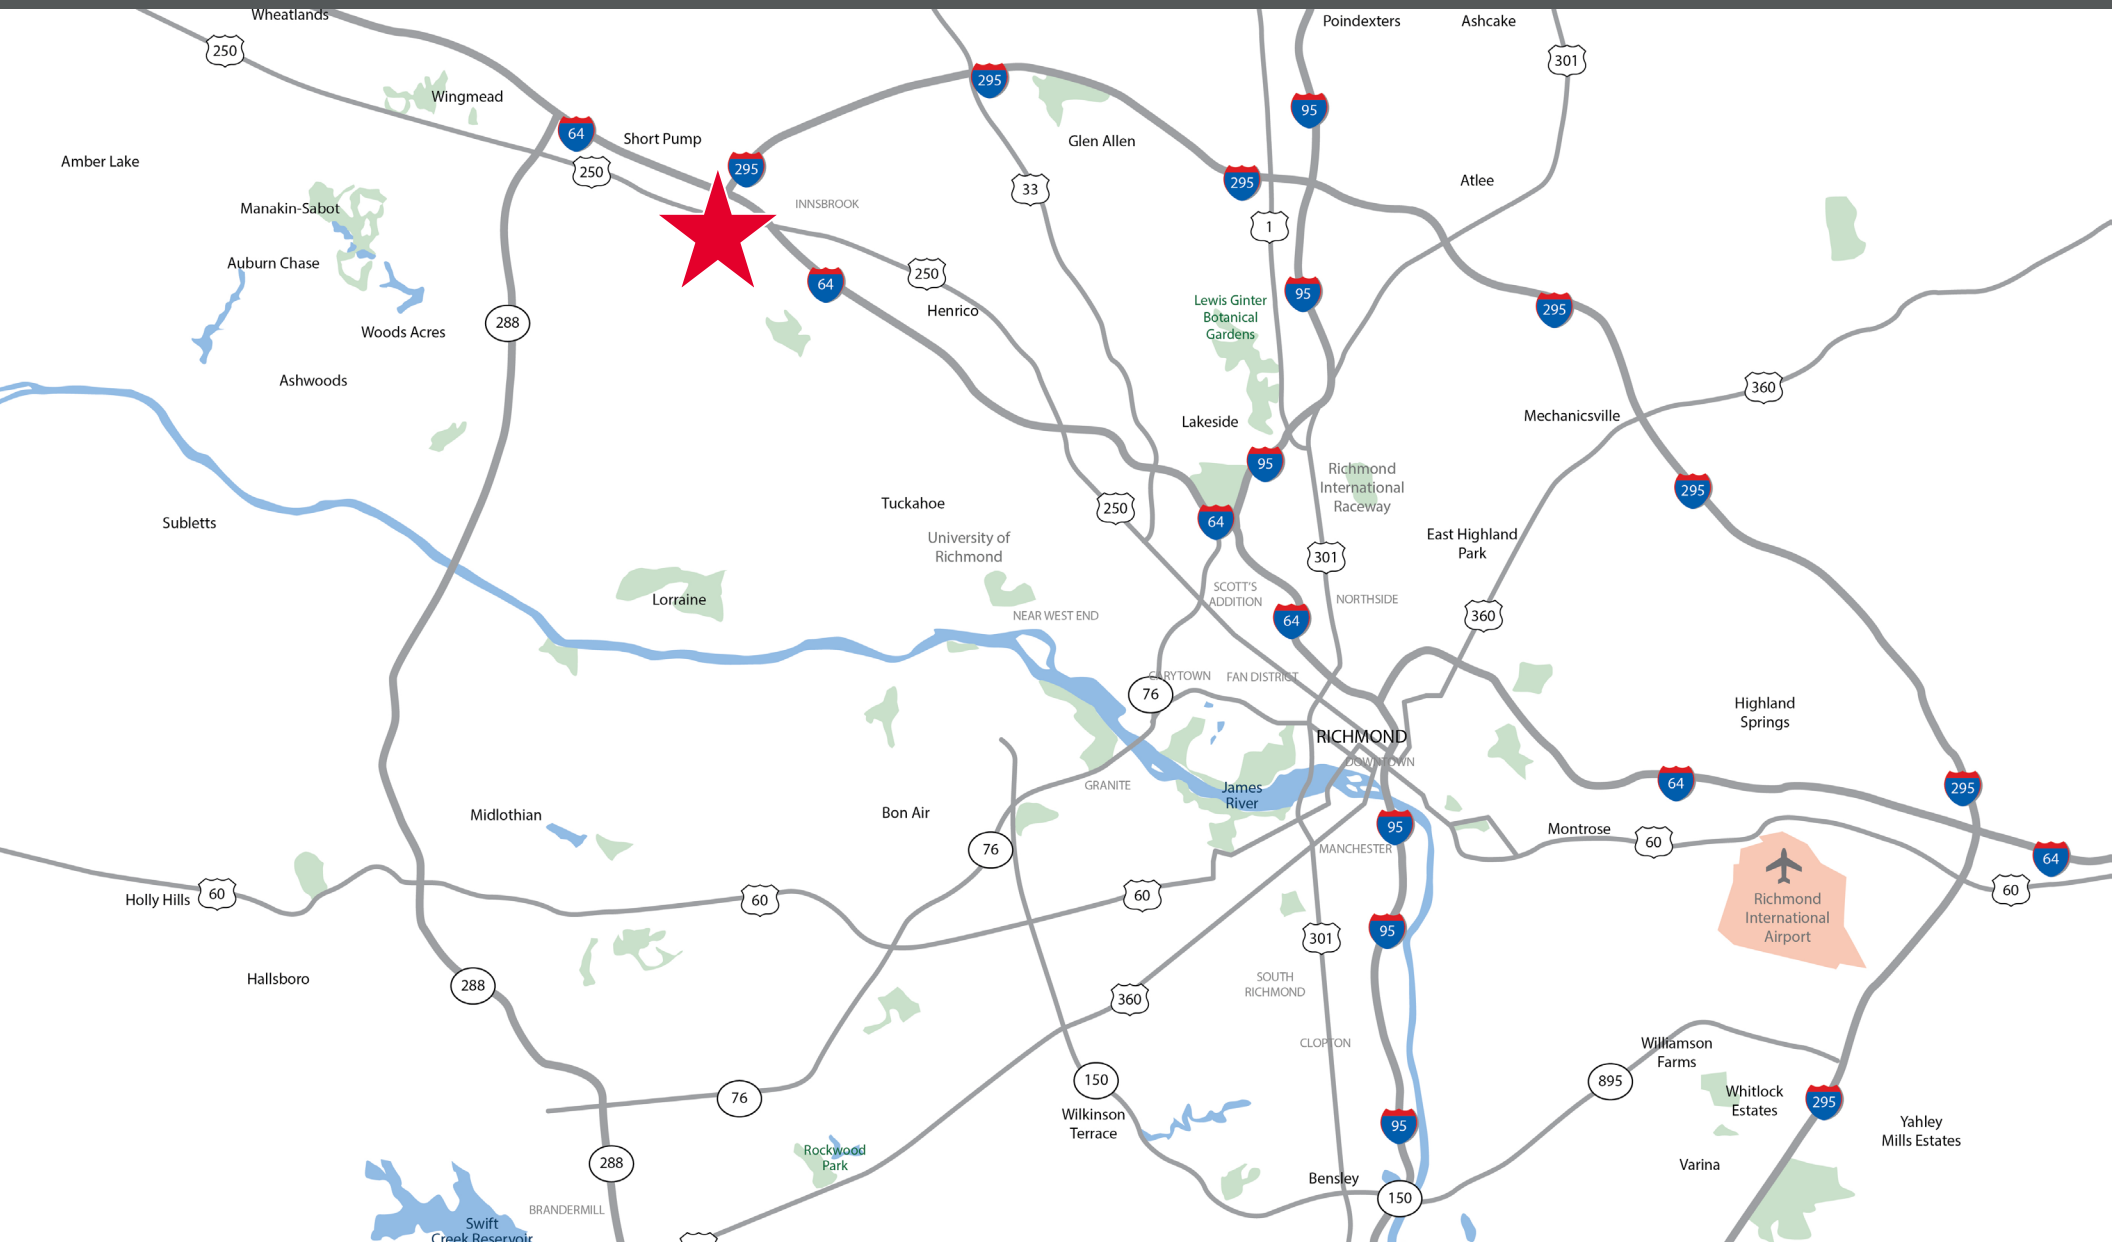 Wheatlands
Poindexters
Ashcake
250
301
295
Wingmead
95
64
Short Pump
Glen Allen
Amber Lake
250
295
295
33
Atlee
Manakin-Sabot
INNSBROOK
1
Auburn Chase
250
64
95
Lewis Ginter
Botanical
Gardens
Henrico
295
288
Woods Acres
Ashwoods
360
Mechanicsville
Lakeside
95
Richmond
International
Raceway
295
Tuckahoe
250
64
Subletts
University of
Richmond
East Highland
Park
301
SCOTT'S
ADDITION
Lorraine
NORTHSIDE
NEAR WEST END
64
360
CARYTOWN
FAN DISTRICT
76
Highland
Springs
RICHMOND
DOWNTOWN
GRANITE
James
River
64
295
Midlothian
Bon Air
95
Montrose
60
76
MANCHESTER
64
Holly Hills
60
60
60
60
Richmond
International
Airport
301
95
Hallsboro
288
SOUTH
RICHMOND
360
CLOPTON
Williamson
Farms
150
895
76
Whitlock
Estates
295
Wilkinson
Terrace
95
Yahley
Mills Estates
Rockwood
Park
288
Varina
Bensley
150
BRANDERMILL
Swift
Creek Reservoir